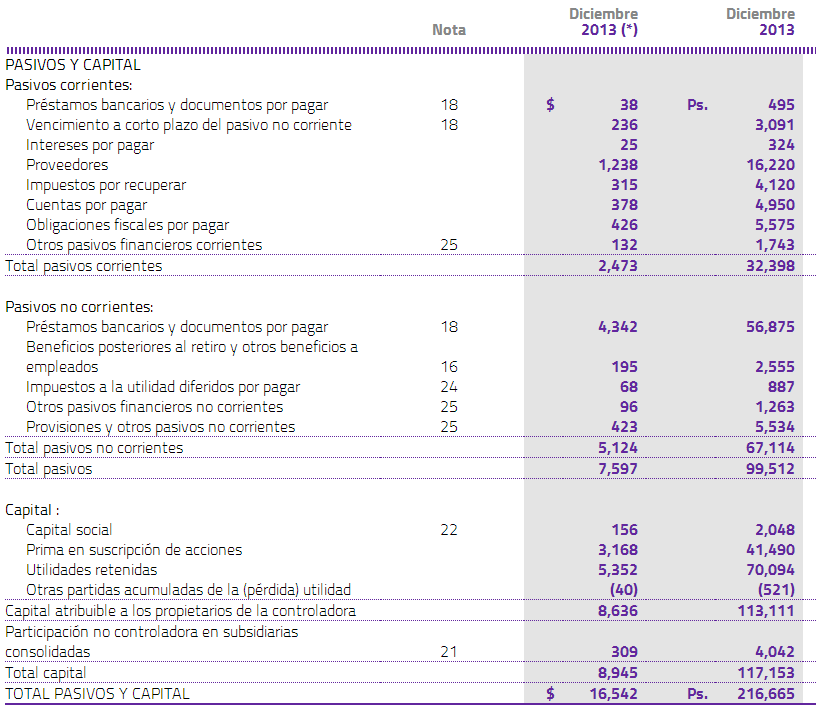 Diciembre Diciembre
Nota 2013 (*) 2013
PASIVOS Y CAPITAL
Pasivos corrientes:
Préstamos bancarios y documentos por pagar 18 $ 38 Ps. 495
Vencimiento a corto plazo del pasivo no corriente 18 236 3,091
Intereses por pagar 25 324
Proveedores 1,238 16,220
Impuestos por recuperar 315 4,120
Cuentas por pagar 378 4,950
Obligaciones fiscales por pagar 426 5,575
Otros pasivos financieros corrientes 25 132 1,743
Total pasivos corrientes 2,473 32,398
Pasivos no corrientes:
Préstamos bancarios y documentos por pagar 18 4,342 56,875
Beneficios posteriores al retiro y otros beneficios a
empleados 16 195 2,555
Impuestos a la utilidad diferidos por pagar 24 68 887
Otros pasivos financieros no corrientes 25 96 1,263
Provisiones y otros pasivos no corrientes 25 423 5,534
Total pasivos no corrientes 5,124 67,114
Total pasivos 7,597 99,512
Capital :
Capital social 22 156 2,048
Prima en suscripción de acciones 3,168 41,490
Utilidades retenidas 5,352 70,094
Otras partidas acumuladas de la (pérdida) utilidad (40) (521)
Capital atribuible a los propietarios de la controladora 8,636 113,111
Participación no controladora en subsidiarias
consolidadas 21 309 4,042
Total capital 8,945 117,153
TOTAL PASIVOS Y CAPITAL $ 16,542 Ps. 216,665